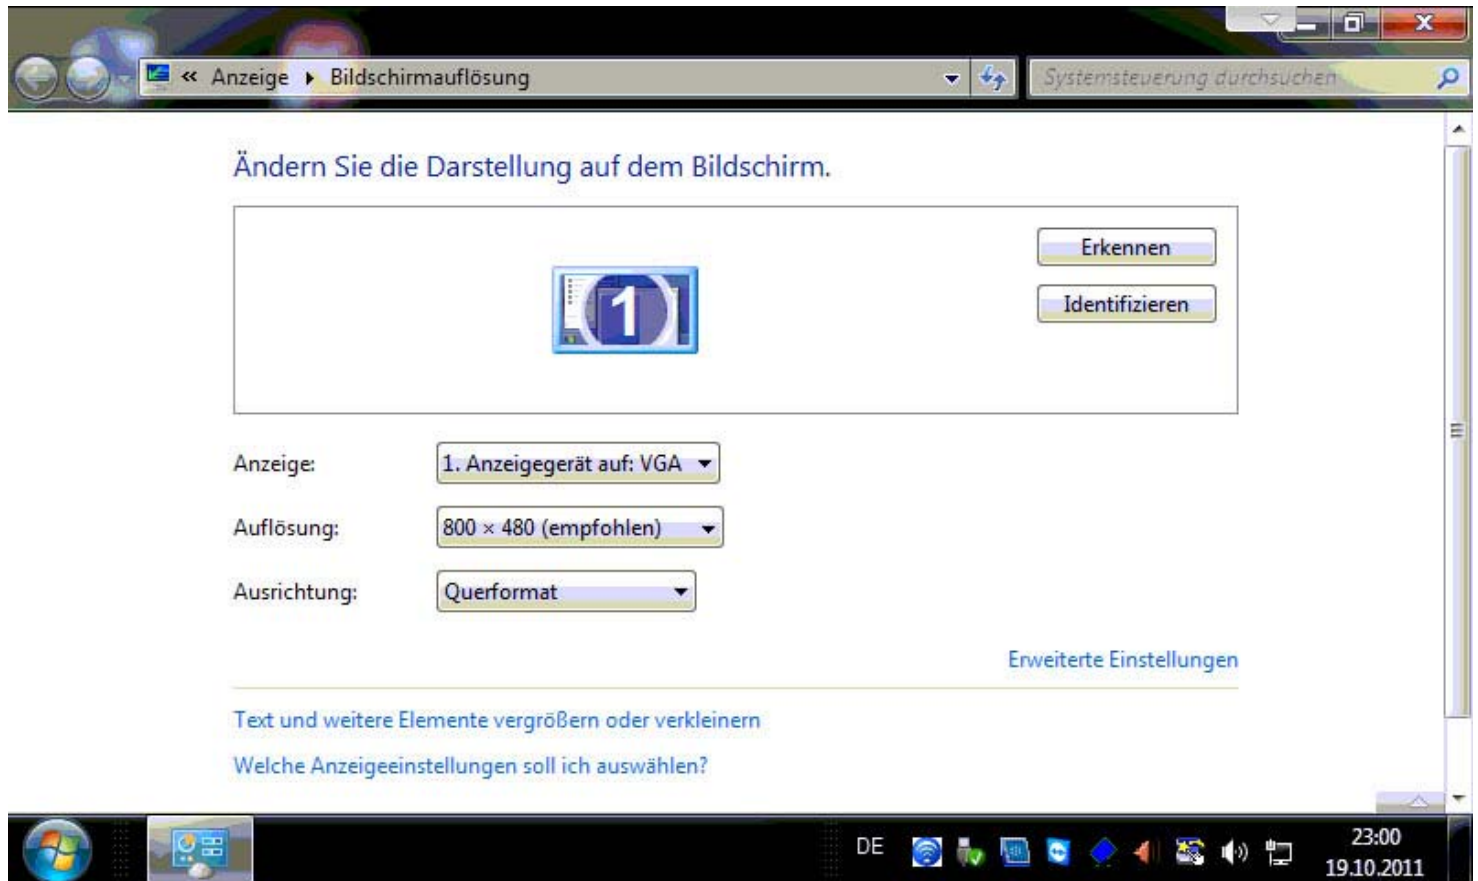 « Anzeige ▸ Bildschirmauflösung
Systemsteuerung durchsuchen
Ändern Sie die Darstellung auf dem Bildschirm.
1
Erkennen
Identifizieren
Anzeige: 1. Anzeigegerät auf: VGA
Auflösung: 800 × 480 (empfohlen)
Ausrichtung: Querformat
Erweiterte Einstellungen
Text und weitere Elemente vergrößern oder verkleinern
Welche Anzeigeeinstellungen soll ich auswählen?
DE
23:00
19.10.2011